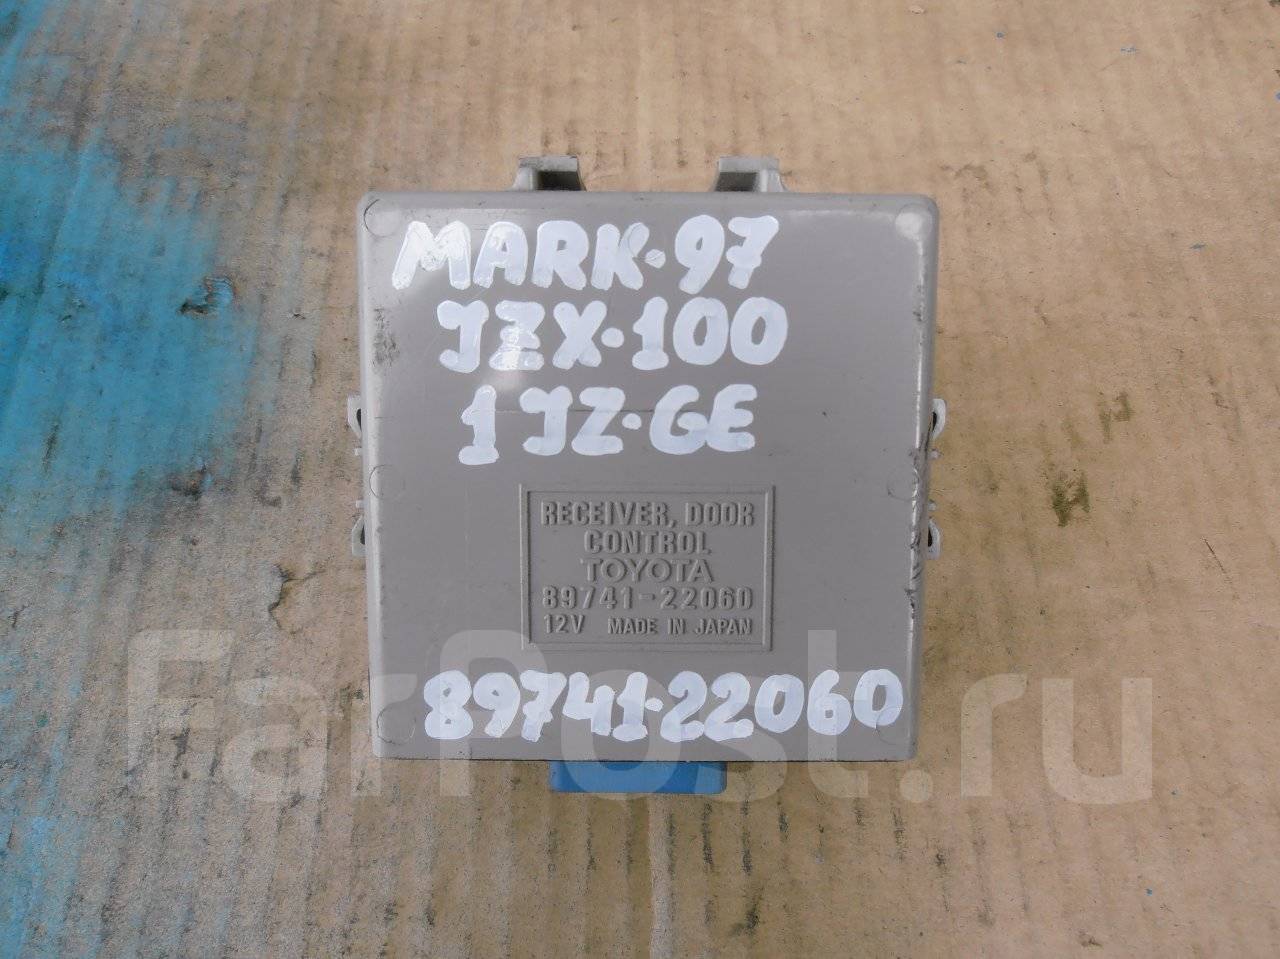 MARK-97
JZX-100
1JZ-GE
RECEIVER, DOOR
CONTROL
TOYOTA
89741-22060
12V MADE IN JAPAN
89741-22060
FarPost.ru